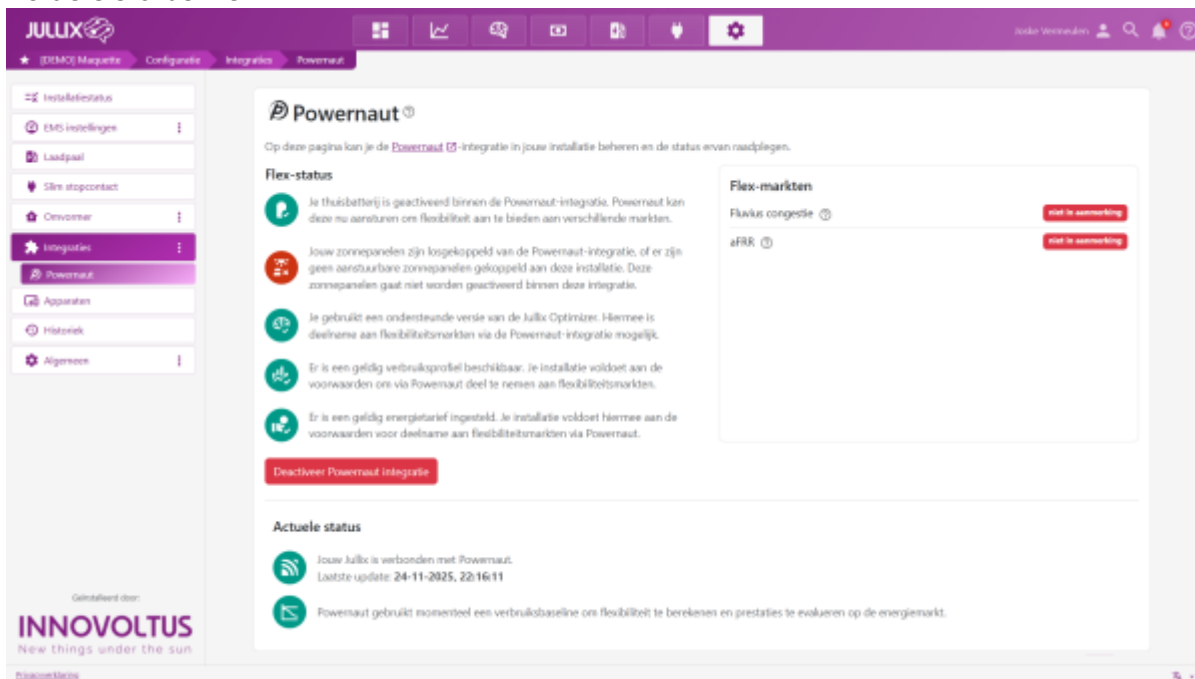 JULLIX
Joske Vermeulen
[DEMO] Maquette Configuratie Integraties Powernaut
Installatiestatus
EMS instellingen
Laadpaal
Slim stopcontact
Omvormer
Integraties
Powernaut
Apparaten
Historiek
Algemeen
Geïnstalleerd door:
INNOVOLTUS
New things under the sun
Powernaut
Op deze pagina kan je de Powernaut -integratie in jouw installatie beheren en de status ervan raadplegen.
Flex-status
Je thuisbatterij is geactiveerd binnen de Powernaut-integratie. Powernaut kan
deze nu aansturen om flexibiliteit aan te bieden aan verschillende markten.
Jouw zonnepanelen zijn losgekoppeld van de Powernaut-integratie, of er zijn
geen aanstuurbare zonnepanelen gekoppeld aan deze installatie. Deze
zonnepanelen gaat niet worden geactiveerd binnen deze integratie.
Je gebruikt een ondersteunde versie van de Jullix Optimizer. Hiermee is
deelname aan flexibiliteitsmarkten via de Powernaut-integratie mogelijk.
Er is een geldig verbruiksprofiel beschikbaar. Je installatie voldoet aan de
voorwaarden om via Powernaut deel te nemen aan flexibiliteitsmarkten.
Er is een geldig energietarief ingesteld. Je installatie voldoet hiermee aan de
voorwaarden voor deelname aan flexibiliteitsmarkten via Powernaut.
Deactiveer Powernaut integratie
Flex-markten
Fluvius congestie niet in aanmerking
aFRR niet in aanmerking
Actuele status
Jouw Jullix is verbonden met Powernaut.
Laatste update: 24-11-2025, 22:16:11
Powernaut gebruikt momenteel een verbruiksbaseline om flexibiliteit te berekenen en prestaties te evalueren op de energiemarkt.
Privacyverklaring